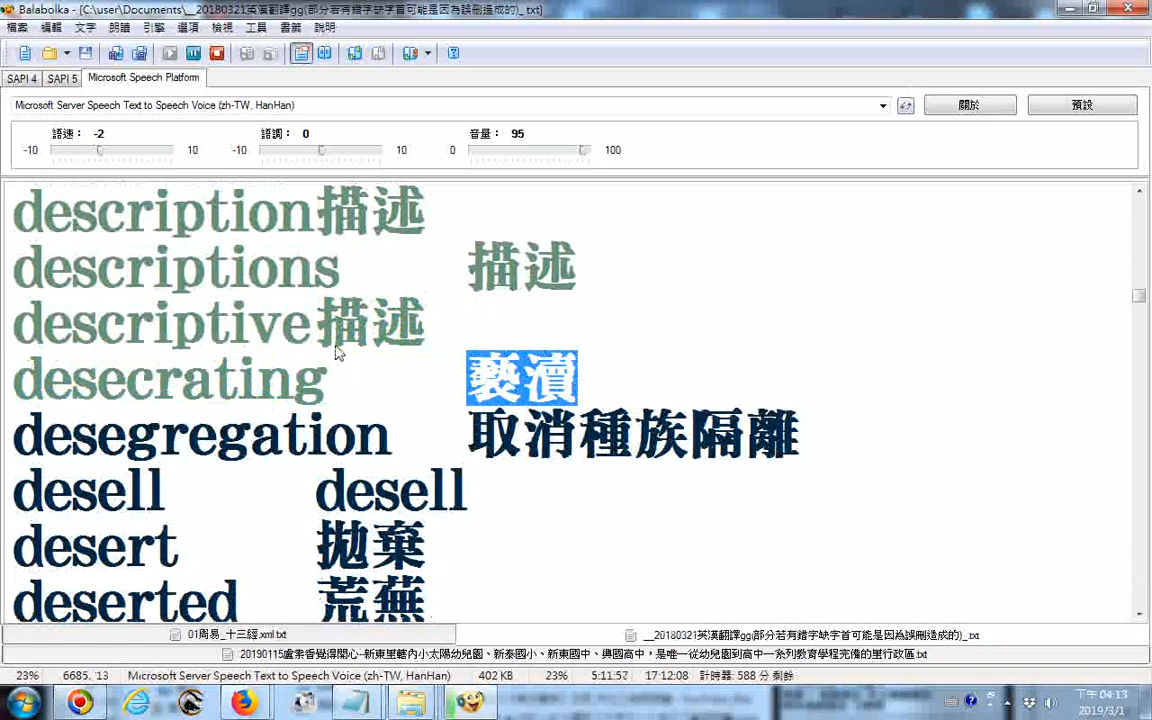 Balabolka - [C:\user\Documents\__20180321英漢翻譯gg(部分若有錯字缺字首可能是因為誤刪造成的)_.txt]
檔案 編輯 文字 朗讀 引擎 選項 檢視 工具 書籤 說明
SAPI 4 SAPI 5 Microsoft Speech Platform
Microsoft Server Speech Text to Speech Voice (zh-TW, HanHan) 關於 預設
語速： -2 語調： 0 音量： 95
-10 10 -10 10 0 100
description描述
descriptions 描述
descriptive描述
desecrating 褻瀆
desegregation 取消種族隔離
desell desell
desert 拋棄
deserted 荒蕪
01周易_十三經.xml.txt __20180321英漢翻譯gg(部分若有錯字缺字首可能是因為誤刪造成的)_.txt
20190115盧素香覺得開心-新東里轄內小太陽幼兒園、新泰國小、新東國中、興國高中，是唯一從幼兒園到高中一系列教育學程完備的里行政區.txt
23% 6685, 13 Microsoft Server Speech Text to Speech Voice (zh-TW, HanHan) 402 KB 23% 5:11:57 17:12:08 計時器: 588 分 剩餘
下午 04:13
2019/3/1